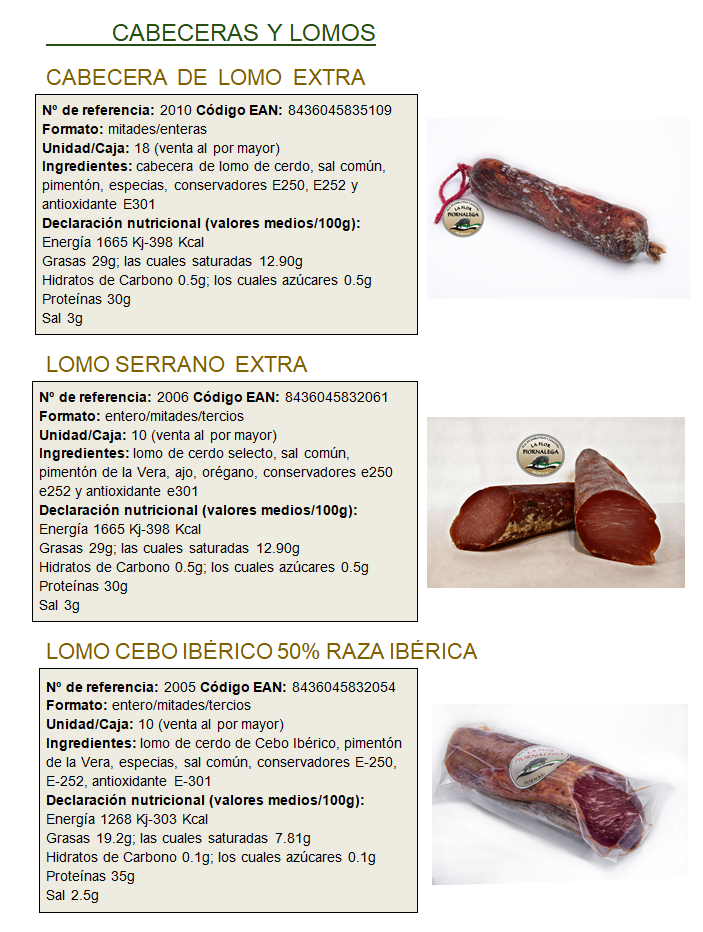 CABECERAS Y LOMOS
CABECERA DE LOMO EXTRA
Nº de referencia: 2010 Código EAN: 8436045835109
Formato: mitades/enteras
Unidad/Caja: 18 (venta al por mayor)
Ingredientes: cabecera de lomo de cerdo, sal común,
pimentón, especias, conservadores E250, E252 y
antioxidante E301
Declaración nutricional (valores medios/100g):
Energía 1665 Kj-398 Kcal
Grasas 29g; las cuales saturadas 12.90g
Hidratos de Carbono 0.5g; los cuales azúcares 0.5g
Proteínas 30g
Sal 3g
LA FLOR
PIORNALEGA
LOMO SERRANO EXTRA
Nº de referencia: 2006 Código EAN: 8436045832061
Formato: entero/mitades/tercios
Unidad/Caja: 10 (venta al por mayor)
Ingredientes: lomo de cerdo selecto, sal común,
pimentón de la Vera, ajo, orégano, conservadores e250
e252 y antioxidante e301
Declaración nutricional (valores medios/100g):
Energía 1665 Kj-398 Kcal
Grasas 29g; las cuales saturadas 12.90g
Hidratos de Carbono 0.5g; los cuales azúcares 0.5g
Proteínas 30g
Sal 3g
LA FLOR
PIORNALEGA
LOMO CEBO IBÉRICO 50% RAZA IBÉRICA
Nº de referencia: 2005 Código EAN: 8436045832054
Formato: entero/mitades/tercios
Unidad/Caja: 10 (venta al por mayor)
Ingredientes: lomo de cerdo de Cebo Ibérico, pimentón
de la Vera, especias, sal común, conservadores E-250,
E-252, antioxidante E-301
Declaración nutricional (valores medios/100g):
Energía 1268 Kj-303 Kcal
Grasas 19.2g; las cuales saturadas 7.81g
Hidratos de Carbono 0.1g; los cuales azúcares 0.1g
Proteínas 35g
Sal 2.5g
LA FLOR
PIORNALEGA